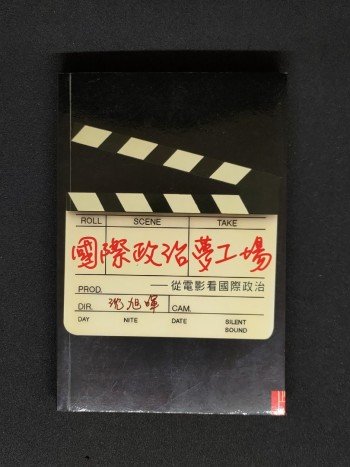 ROLL SCENE TAKE
國際政治夢工場
PROD. ——從電影看國際政治
DIR. 沈旭暉 CAM.
DAY NITE DATE SILENT
SOUND